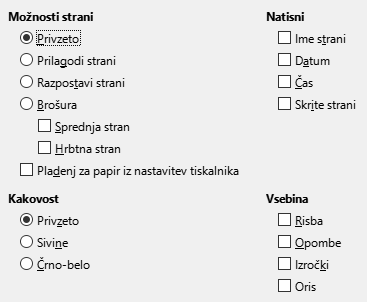 Možnosti strani
Privzeto
Prilagodi strani
Razpostavi strani
Brošura
Sprednja stran
Hrbtna stran
Pladenj za papir iz nastavitev tiskalnika
Natisni
Ime strani
Datum
Čas
Skrite strani
Kakovost
Privzeto
Sivine
Črno-belo
Vsebina
Risba
Opombe
Izročki
Oris